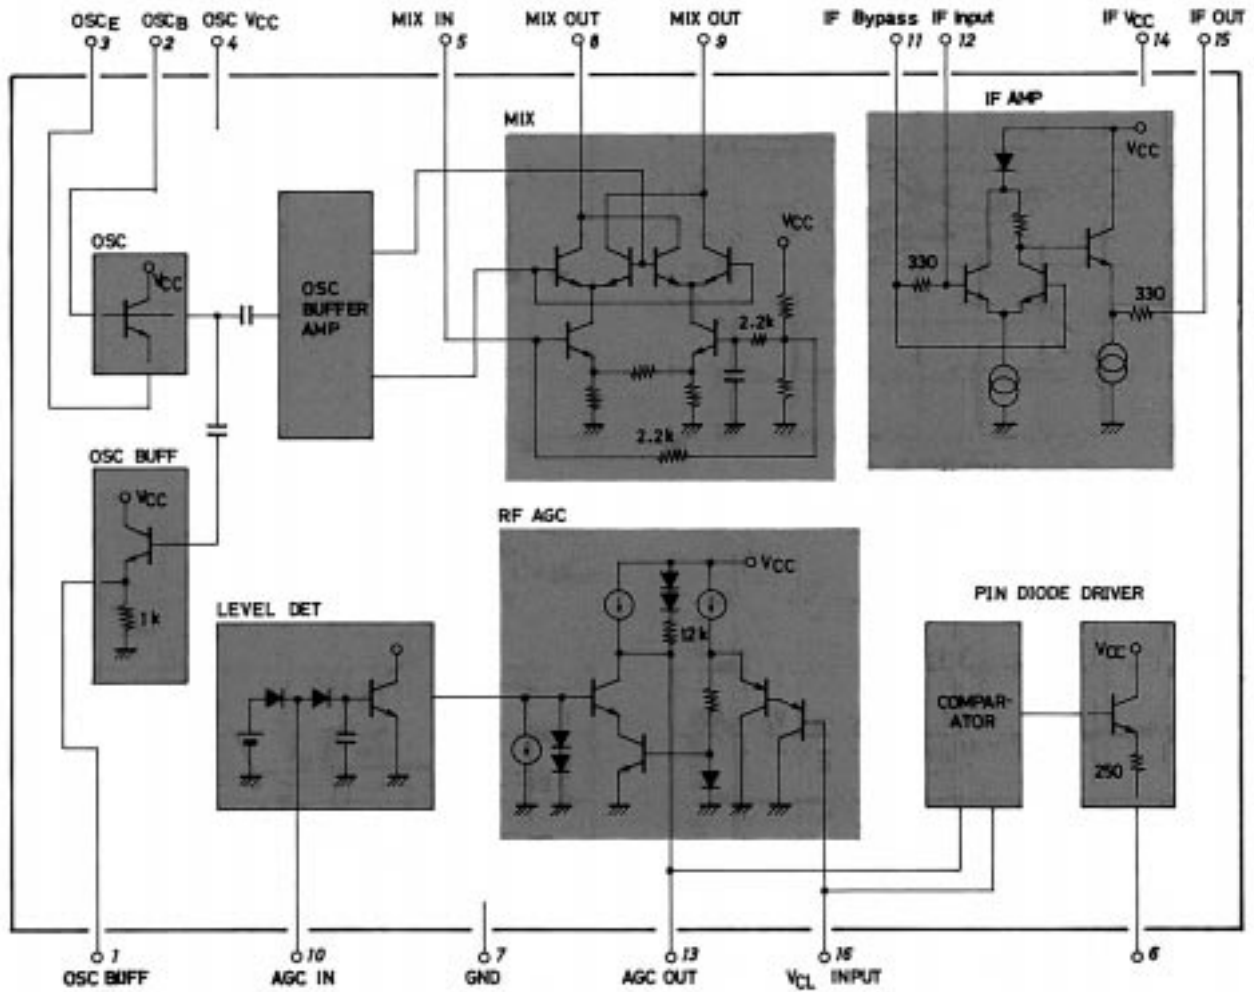 OSCE OSCB OSC VCC MIX IN MIX OUT MIX OUT IF Bypass IF Input IF VCC IF OUT
3 2 4 5 8 9 11 12 14 15
MIX
IF AMP
VCC
VCC
OSC
VCC
OSC
BUFFER
AMP
330
330
2.2k
2.2k
OSC BUFF
VCC
1k
RF AGC
VCC
12k
LEVEL DET
PIN DIODE DRIVER
COMPAR-
ATOR
VCC
250
1 10 7 13 16 6
OSC BUFF AGC IN GND AGC OUT VCL INPUT